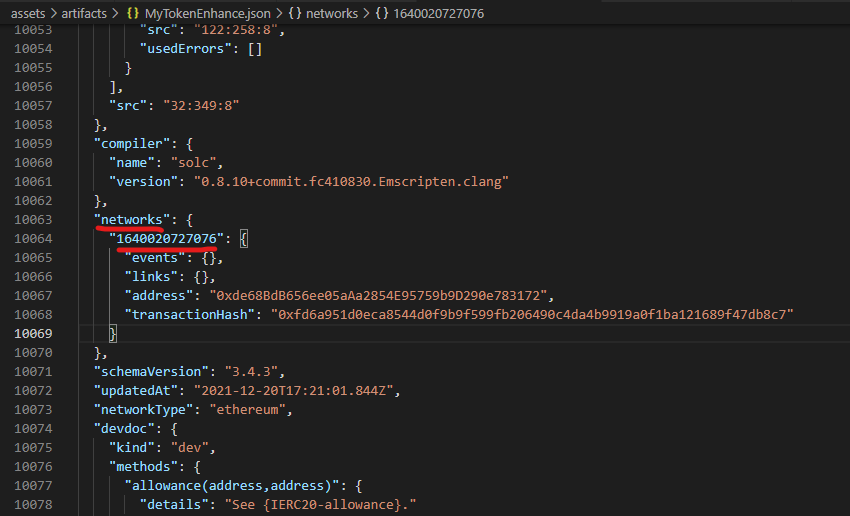 assets > artifacts > {} MyTokenEnhance.json > {} networks > {} 1640020727076
10053 "src": "122:258:8",
10054 "usedErrors": []
10055 }
10056 ],
10057 "src": "32:349:8"
10058 },
10059 "compiler": {
10060 "name": "solc",
10061 "version": "0.8.10+commit.fc410830.Emscripten.clang"
10062 },
10063 "networks": {
10064 "1640020727076": {
10065 "events": {},
10066 "links": {},
10067 "address": "0xde68BdB656ee05aAa2854E95759b9D290e783172",
10068 "transactionHash": "0xfd6a951d0eca8544d0f9b9f599fb206490c4da4b9919a0f1ba121689f47db8c7"
10069 }
10070 },
10071 "schemaVersion": "3.4.3",
10072 "updatedAt": "2021-12-20T17:21:01.844Z",
10073 "networkType": "ethereum",
10074 "devdoc": {
10075 "kind": "dev",
10076 "methods": {
10077 "allowance(address,address)": {
10078 "details": "See {IERC20-allowance}."